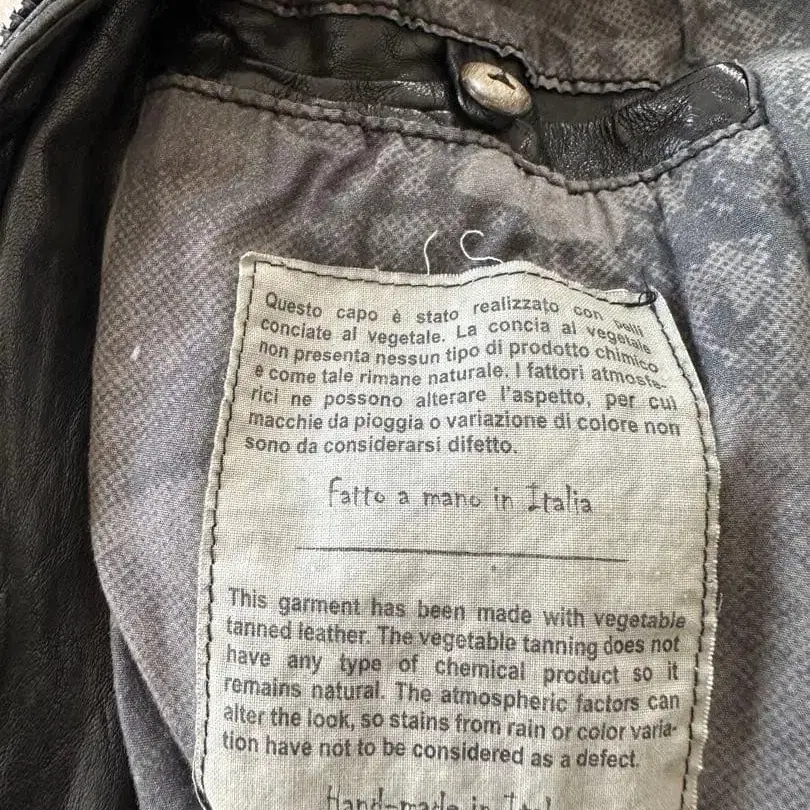 Questo capo è stato realizzato con pelli
conciate al vegetale. La concia al vegetale
non presenta nessun tipo di prodotto chimico
e come tale rimane naturale. I fattori atmosfe-
rici ne possono alterare l'aspetto, per cui
macchie da pioggia o variazione di colore non
sono da considerarsi difetto.
Fatto a mano in Italia
This garment has been made with vegetable
tanned leather. The vegetable tanning does not
have any type of chemical product so it
remains natural. The atmospheric factors can
alter the look, so stains from rain or color varia-
tion have not to be considered as a defect.
Hand-made in